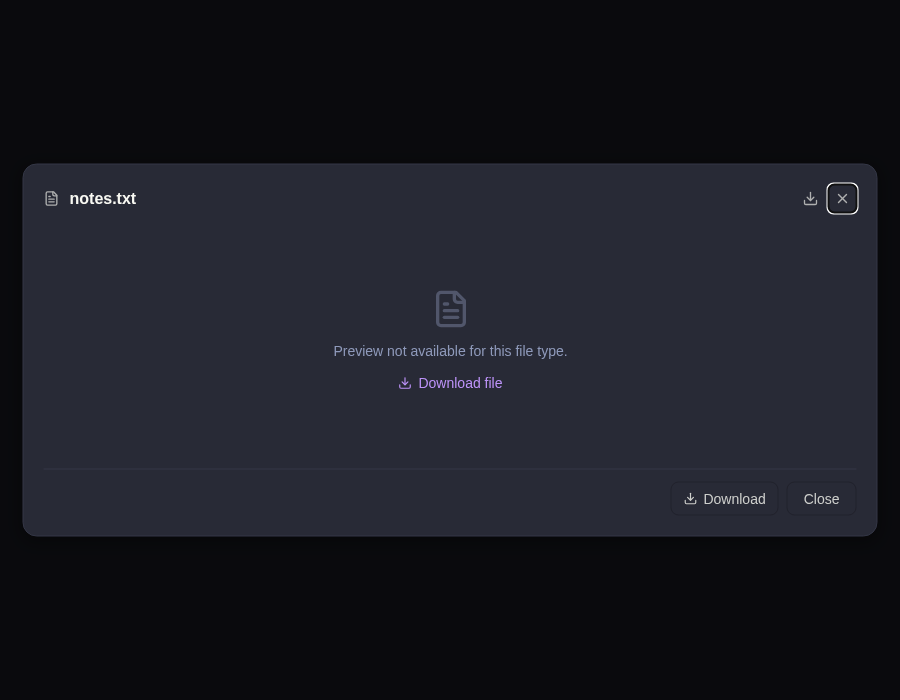 notes.txt
Preview not available for this file type.
Download file
Download
Close